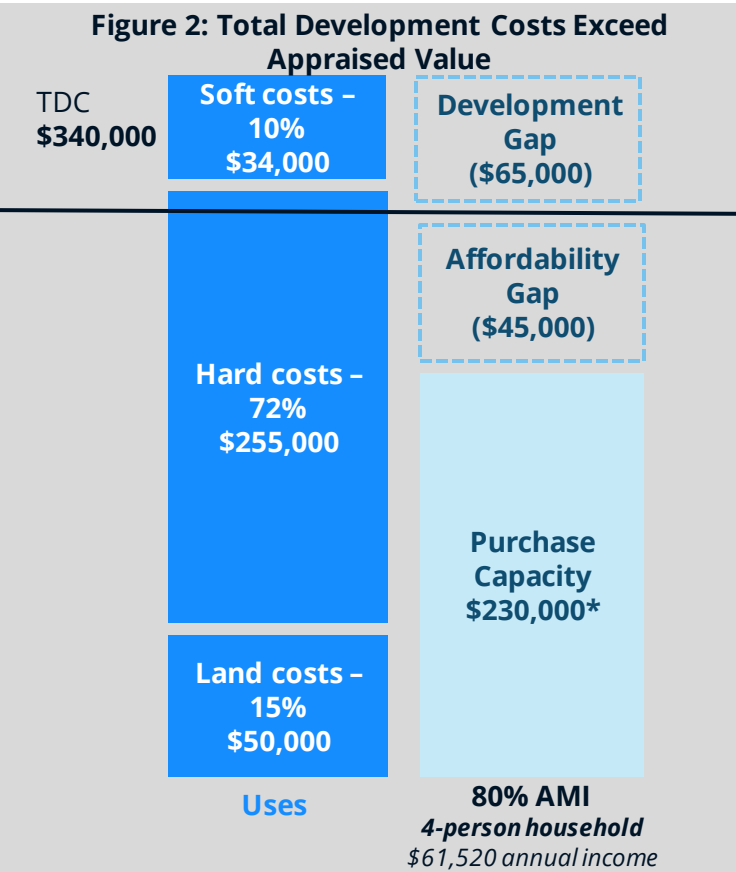 Figure 2: Total Development Costs Exceed
Appraised Value
TDC
$340,000
Soft costs –
10%
$34,000
Development
Gap
($65,000)
Affordability
Gap
($45,000)
Hard costs –
72%
$255,000
Purchase
Capacity
$230,000*
Land costs –
15%
$50,000
Uses
80% AMI
4-person household
$61,520 annual income